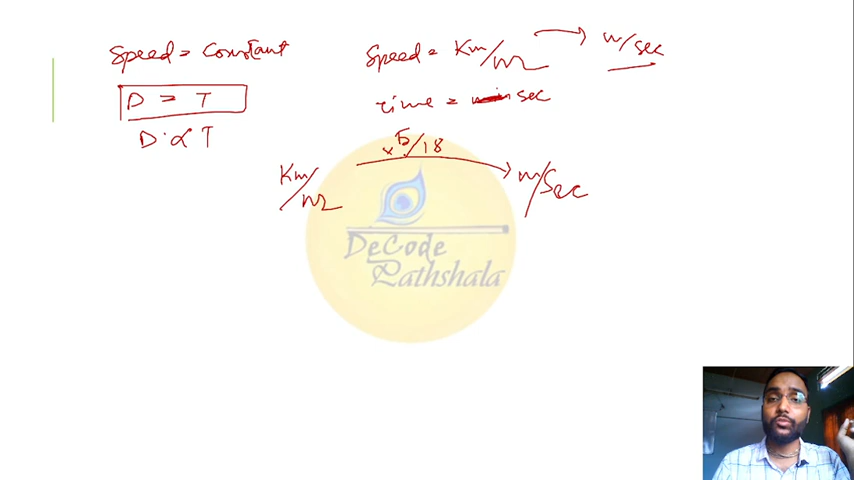 Speed = Constant
D = T
D ∝ T
Speed = Km/hr → m/sec
Time = sec
Km/hr ×5/18 → m/Sec
DeCode
Pathshala